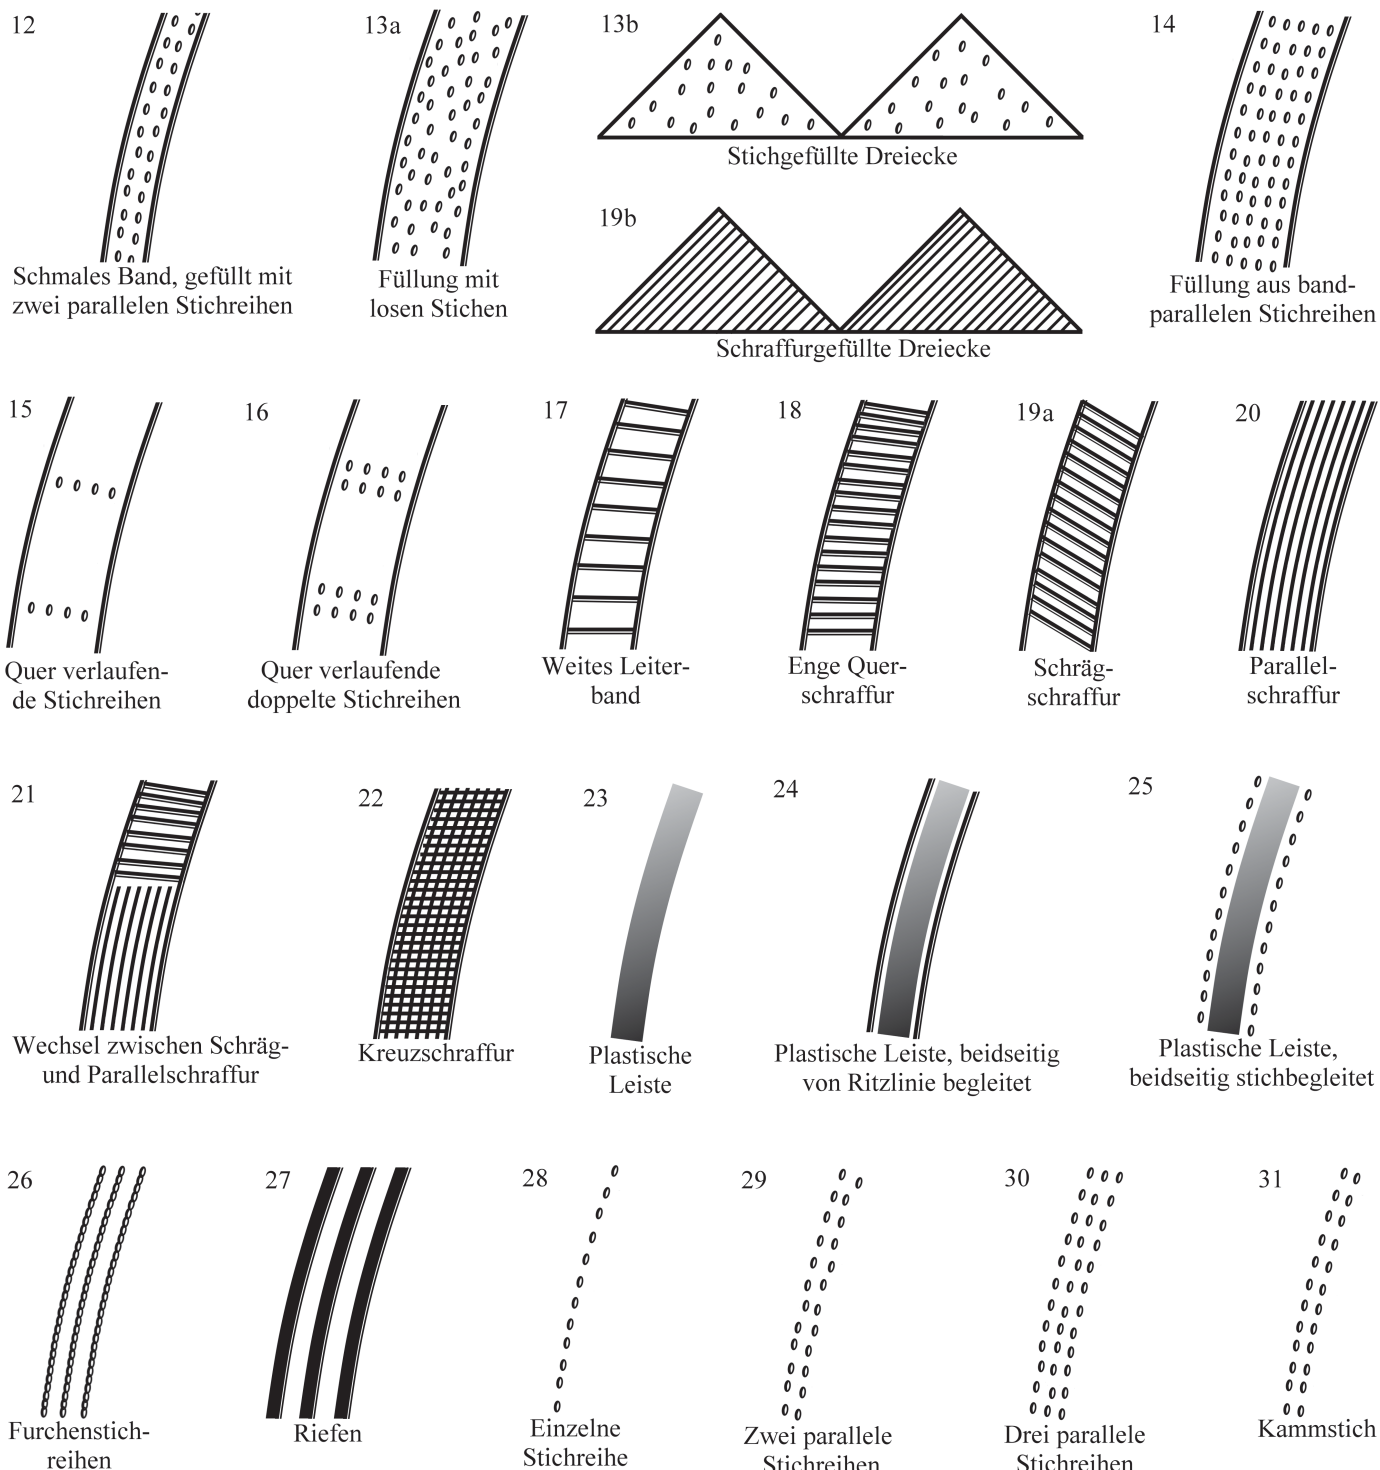 12
Schmales Band, gefüllt mit
zwei parallelen Stichreihen
13a
Füllung mit
losen Stichen
13b
Stichgefüllte Dreiecke
19b
Schraffurgefüllte Dreiecke
14
Füllung aus band-
parallelen Stichreihen
15
Quer verlaufen-
de Stichreihen
16
Quer verlaufende
doppelte Stichreihen
17
Weites Leiter-
band
18
Enge Quer-
schraffur
19a
Schräg-
schraffur
20
Parallel-
schraffur
21
Wechsel zwischen Schräg-
und Parallelschraffur
22
Kreuzschraffur
23
Plastische
Leiste
24
Plastische Leiste, beidseitig
von Ritzlinie begleitet
25
Plastische Leiste,
beidseitig stichbegleitet
26
Furchenstich-
reihen
27
Riefen
28
Einzelne
Stichreihe
29
Zwei parallele
Stichreihen
30
Drei parallele
Stichreihen
31
Kammstich